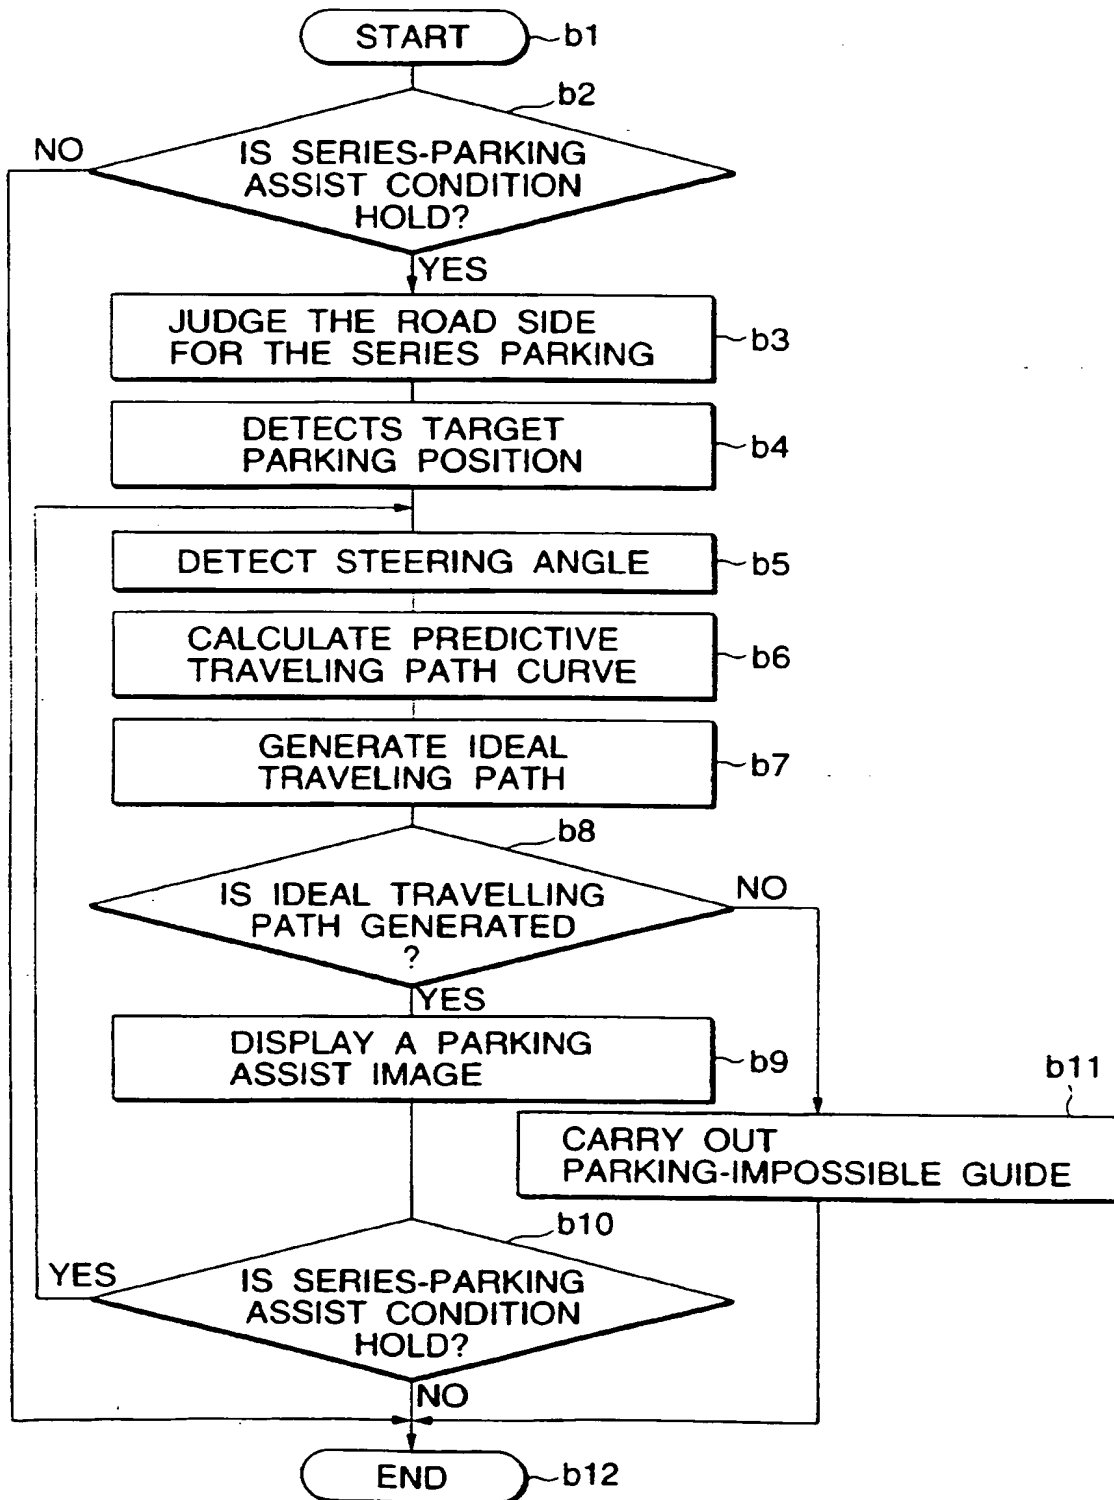 START
b1
b2
NO
IS SERIES-PARKING
ASSIST CONDITION
HOLD?
YES
JUDGE THE ROAD SIDE
FOR THE SERIES PARKING
b3
DETECTS TARGET
PARKING POSITION
b4
DETECT STEERING ANGLE
b5
CALCULATE PREDICTIVE
TRAVELING PATH CURVE
b6
GENERATE IDEAL
TRAVELING PATH
b7
b8
IS IDEAL TRAVELLING
PATH GENERATED
?
NO
YES
DISPLAY A PARKING
ASSIST IMAGE
b9
b11
CARRY OUT
PARKING-IMPOSSIBLE GUIDE
b10
YES
IS SERIES-PARKING
ASSIST CONDITION
HOLD?
NO
END
b12